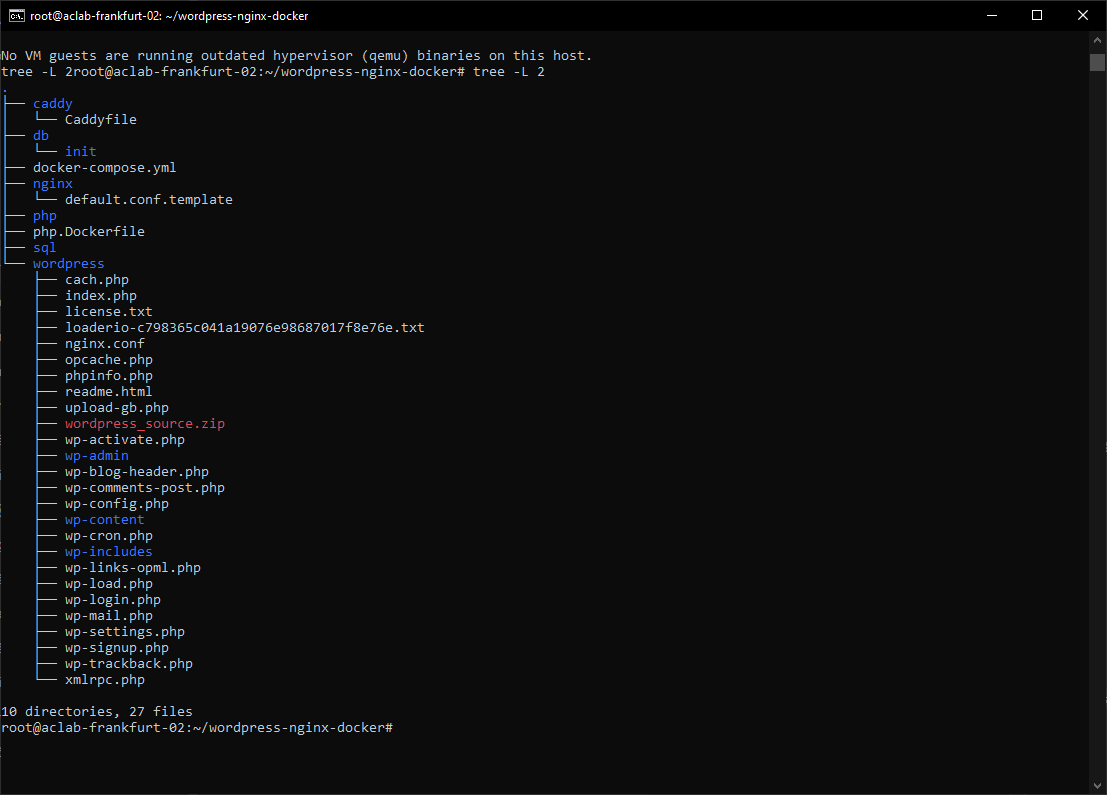 root@aclab-frankfurt-02: ~/wordpress-nginx-docker
No VM guests are running outdated hypervisor (qemu) binaries on this host.
tree -L 2root@aclab-frankfurt-02:~/wordpress-nginx-docker# tree -L 2
.
├── caddy
│   └── Caddyfile
├── db
│   └── init
├── docker-compose.yml
├── nginx
│   └── default.conf.template
├── php
├── php.Dockerfile
├── sql
└── wordpress
    ├── cach.php
    ├── index.php
    ├── license.txt
    ├── loaderio-c798365c041a19076e98687017f8e76e.txt
    ├── nginx.conf
    ├── opcache.php
    ├── phpinfo.php
    ├── readme.html
    ├── upload-gb.php
    ├── wordpress_source.zip
    ├── wp-activate.php
    ├── wp-admin
    ├── wp-blog-header.php
    ├── wp-comments-post.php
    ├── wp-config.php
    ├── wp-content
    ├── wp-cron.php
    ├── wp-includes
    ├── wp-links-opml.php
    ├── wp-load.php
    ├── wp-login.php
    ├── wp-mail.php
    ├── wp-settings.php
    ├── wp-signup.php
    ├── wp-trackback.php
    └── xmlrpc.php
10 directories, 27 files
root@aclab-frankfurt-02:~/wordpress-nginx-docker#